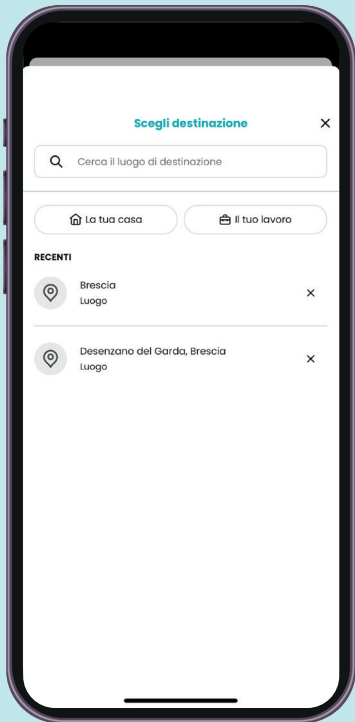 Scegli destinazione
Cerca il luogo di destinazione
La tua casa
Il tuo lavoro
RECENTI
Brescia
Luogo
Desenzano del Garda, Brescia
Luogo